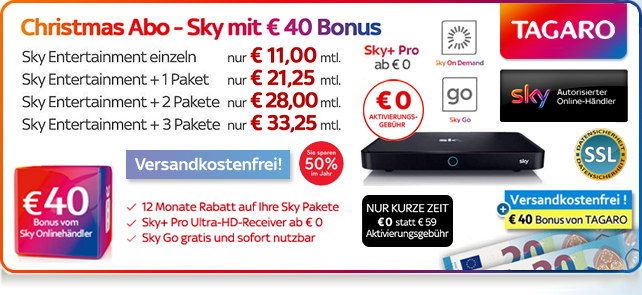 Christmas Abo - Sky mit € 40 Bonus
Sky Entertainment einzeln nur € 11,00 mtl.
Sky Entertainment + 1 Paket nur € 21,25 mtl.
Sky Entertainment + 2 Pakete nur € 28,00 mtl.
Sky Entertainment + 3 Pakete nur € 33,25 mtl.
Sky+ Pro
ab € 0
Sky On Demand
€ 0
AKTIVIERUNGS-
GEBÜHR
go
Sky Go
TAGARO
sky
Autorisierter
Online-Händler
Versandkostenfrei!
Sie sparen
50%
im Jahr
€40
Bonus vom
Sky Onlinehändler
12 Monate Rabatt auf Ihre Sky Pakete
Sky+ Pro Ultra-HD-Receiver ab € 0
Sky Go gratis und sofort nutzbar
sky
NUR KURZE ZEIT
€0 statt € 59
Aktivierungsgebühr
DATENSICHERHEIT
SSL
DATENSICHERHEIT
Versandkostenfrei !
+
€ 40 Bonus von TAGARO
20
20